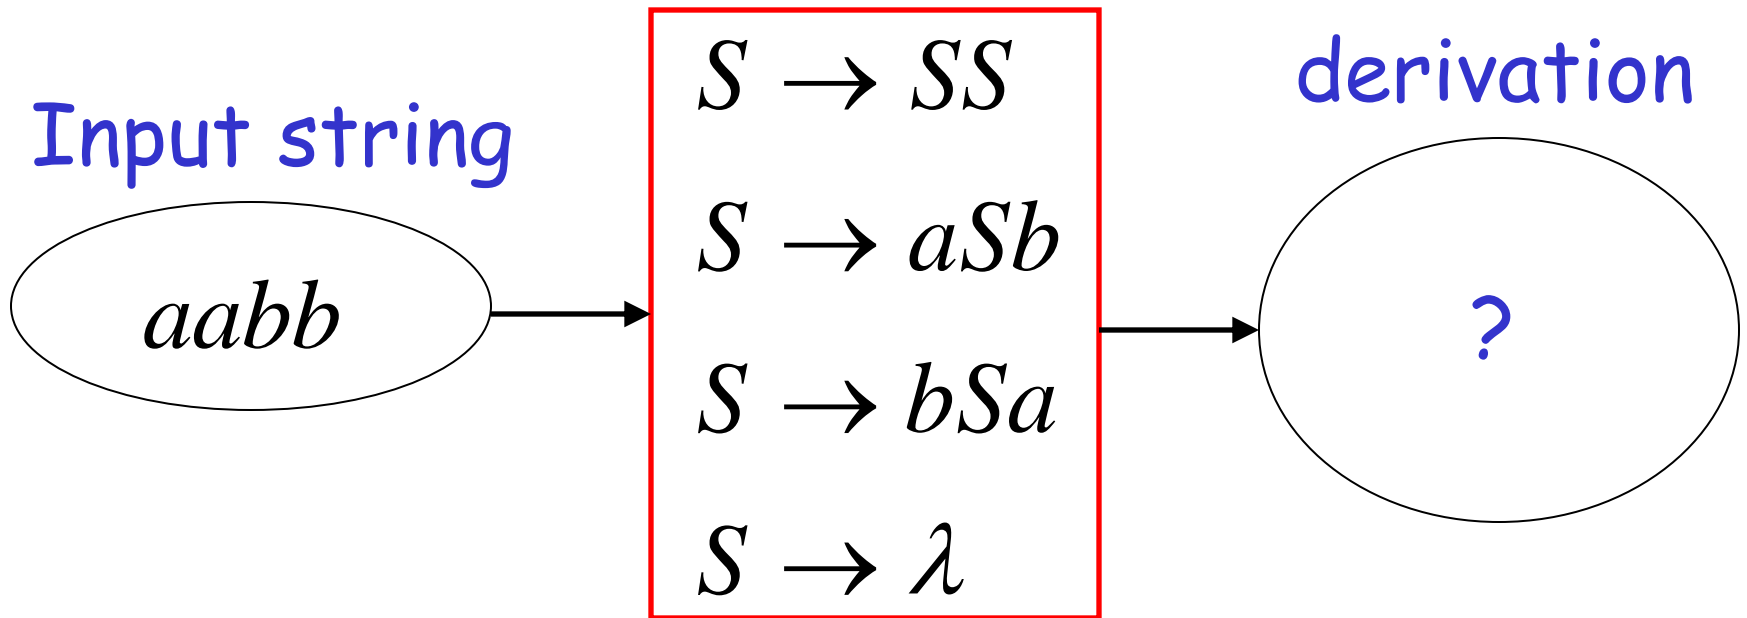 Input string
aabb
S → SS
S → aSb
S → bSa
S → λ
derivation
?